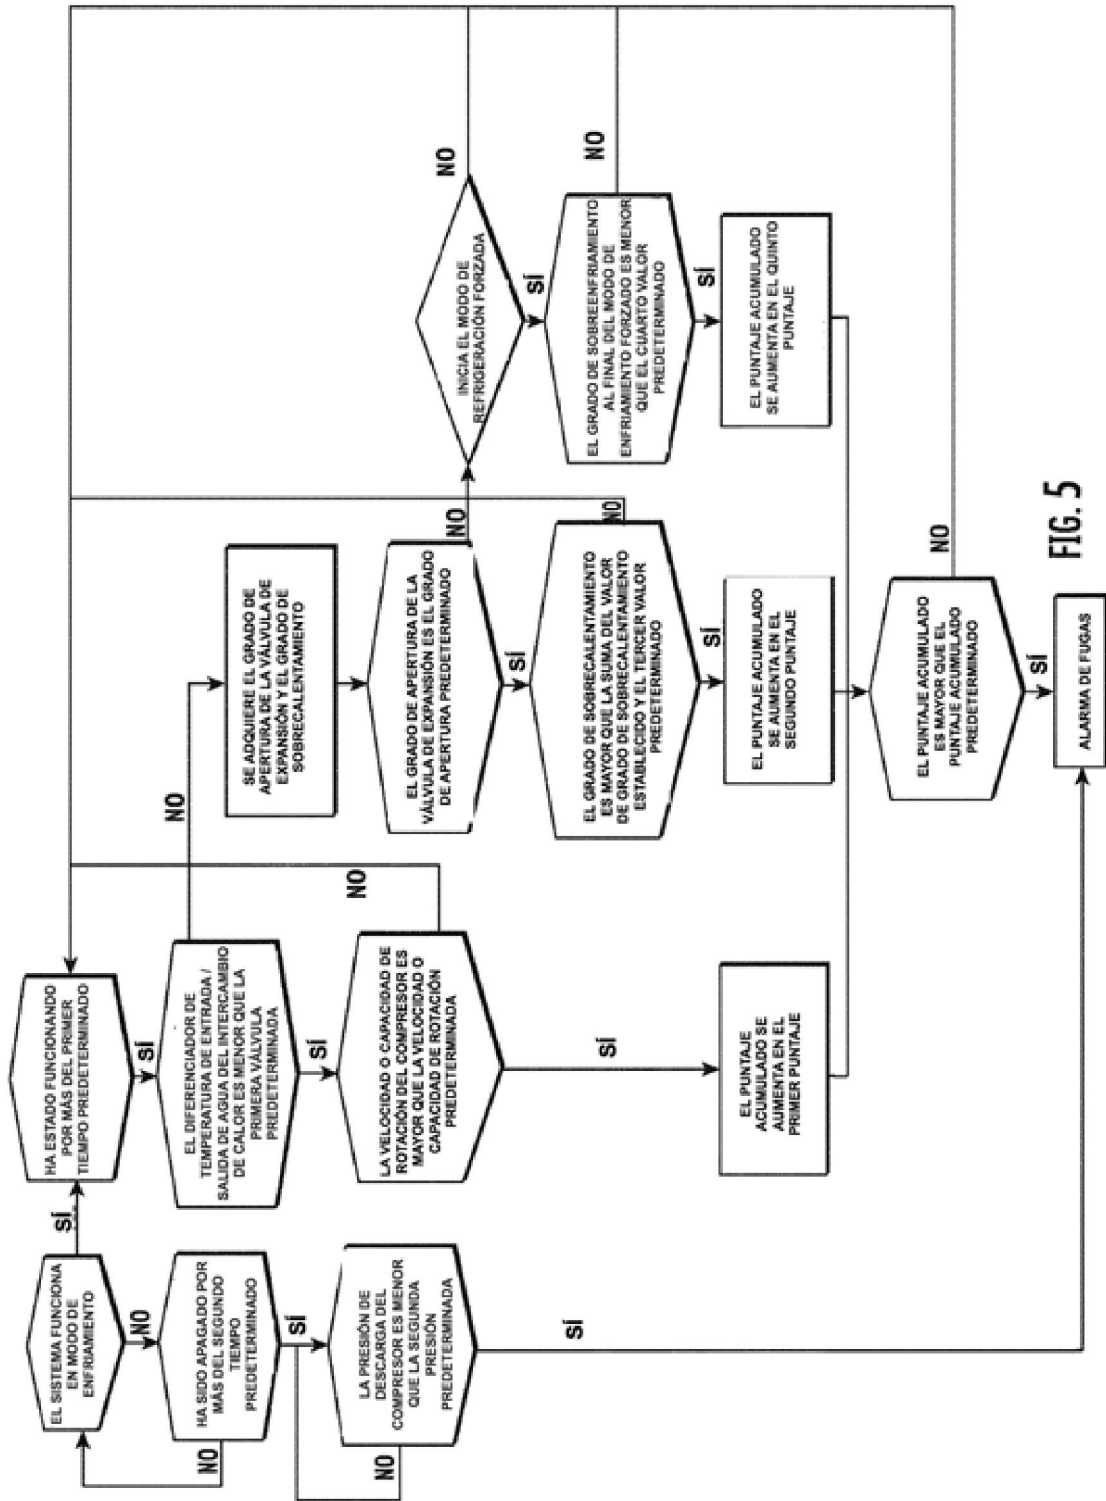 EL SISTEMA FUNCIONA
EN MODO DE
ENFRIAMIENTO
SÍ
NO
HA SIDO APAGADO POR
MÁS DEL SEGUNDO
TIEMPO
PREDETERMINADO
NO
SÍ
LA PRESIÓN DE
DESCARGA DEL
COMPRESOR ES MENOR
QUE LA SEGUNDA
PRESIÓN
PREDETERMINADA
NO
SÍ
HA ESTADO FUNCIONANDO
POR MÁS DEL PRIMER
TIEMPO PREDETERMINADO
SÍ
EL DIFERENCIADOR DE
TEMPERATURA DE ENTRADA /
SALIDA DE AGUA DEL INTERCAMBIO
DE CALOR ES MENOR QUE LA
PRIMERA VÁLVULA
PREDETERMINADA
NO
SÍ
LA VELOCIDAD O CAPACIDAD DE
ROTACIÓN DEL COMPRESOR ES
MAYOR QUE LA VELOCIDAD O
CAPACIDAD DE ROTACIÓN
PREDETERMINADA
NO
SÍ
EL PUNTAJE
ACUMULADO SE
AUMENTA EN EL
PRIMER PUNTAJE
SE ADQUIERE EL GRADO DE
APERTURA DE LA VÁLVULA DE
EXPANSIÓN Y EL GRADO DE
SOBRECALENTAMIENTO
EL GRADO DE APERTURA DE LA
VÁLVULA DE EXPANSIÓN ES EL GRADO
DE APERTURA PREDETERMINADO
NO
SÍ
EL GRADO DE SOBRECALENTAMIENTO
ES MAYOR QUE LA SUMA DEL VALOR
DE GRADO DE SOBRECALENTAMIENTO
ESTABLECIDO Y EL TERCER VALOR
PREDETERMINADO
NO
SÍ
EL PUNTAJE ACUMULADO
SE AUMENTA EN EL
SEGUNDO PUNTAJE
INICIA EL MODO DE
REFRIGERACIÓN FORZADA
NO
SÍ
EL GRADO DE SOBREENFRIAMIENTO
AL FINAL DEL MODO DE
ENFRIAMIENTO FORZADO ES MENOR
QUE EL CUARTO VALOR
PREDETERMINADO
NO
SÍ
EL PUNTAJE ACUMULADO
SE AUMENTA EN EL QUINTO
PUNTAJE
EL PUNTAJE ACUMULADO
ES MAYOR QUE EL
PUNTAJE ACUMULADO
PREDETERMINADO
NO
SÍ
ALARMA DE FUGAS
FIG. 5